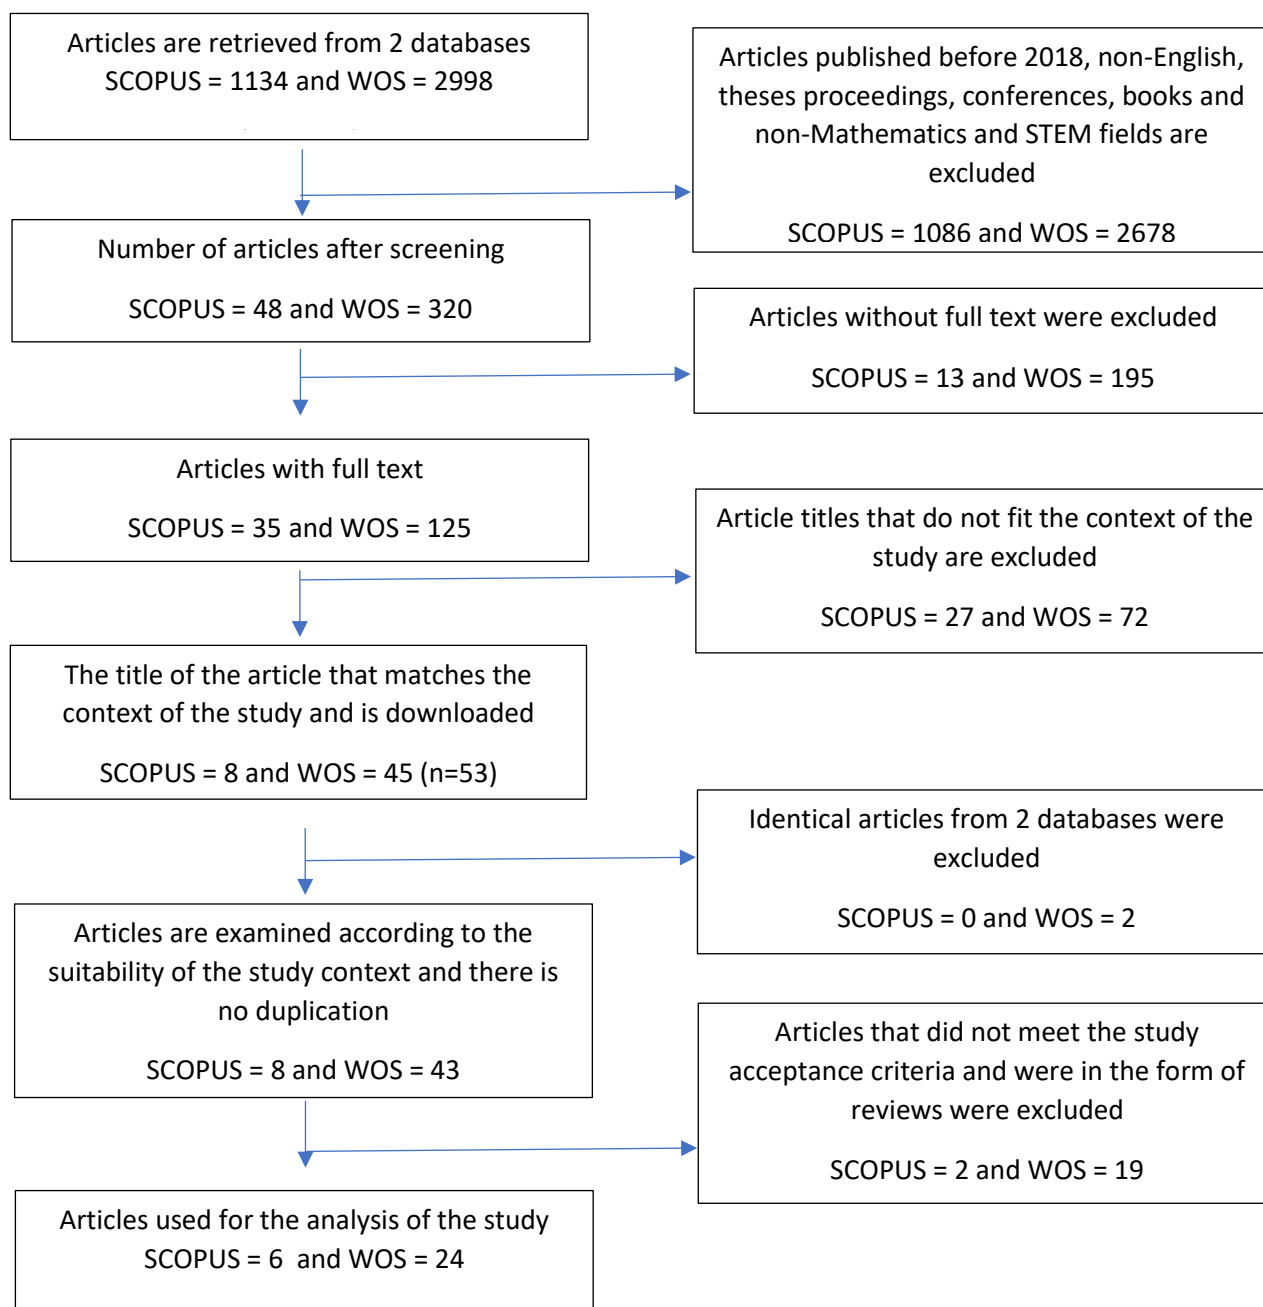 Articles are retrieved from 2 databases
SCOPUS = 1134 and WOS = 2998
Articles published before 2018, non-English,
theses proceedings, conferences, books and
non-Mathematics and STEM fields are
excluded
SCOPUS = 1086 and WOS = 2678
Number of articles after screening
SCOPUS = 48 and WOS = 320
Articles without full text were excluded
SCOPUS = 13 and WOS = 195
Articles with full text
SCOPUS = 35 and WOS = 125
Article titles that do not fit the context of the
study are excluded
SCOPUS = 27 and WOS = 72
The title of the article that matches the
context of the study and is downloaded
SCOPUS = 8 and WOS = 45 (n=53)
Identical articles from 2 databases were
excluded
SCOPUS = 0 and WOS = 2
Articles are examined according to the
suitability of the study context and there is
no duplication
SCOPUS = 8 and WOS = 43
Articles that did not meet the study
acceptance criteria and were in the form of
reviews were excluded
SCOPUS = 2 and WOS = 19
Articles used for the analysis of the study
SCOPUS = 6 and WOS = 24